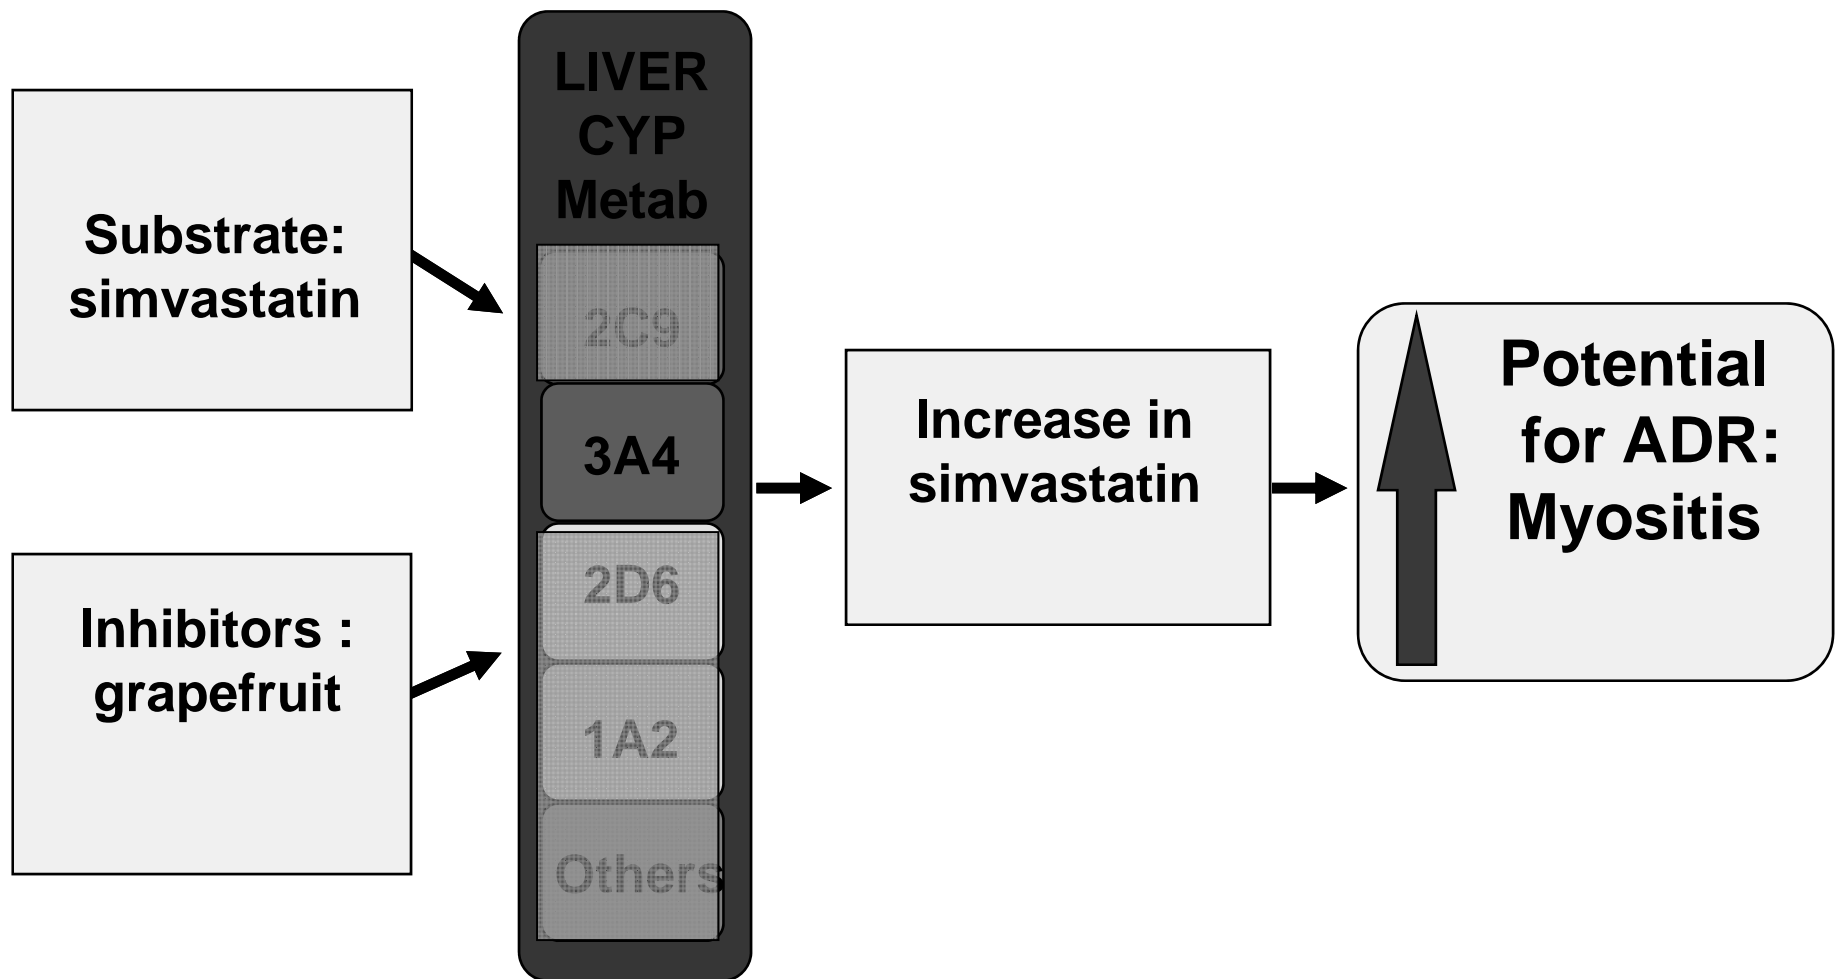 Substrate:
simvastatin
Inhibitors :
grapefruit
LIVER
CYP
Metab
2C9
3A4
2D6
1A2
Others
Increase in
simvastatin
Potential
for ADR:
Myositis